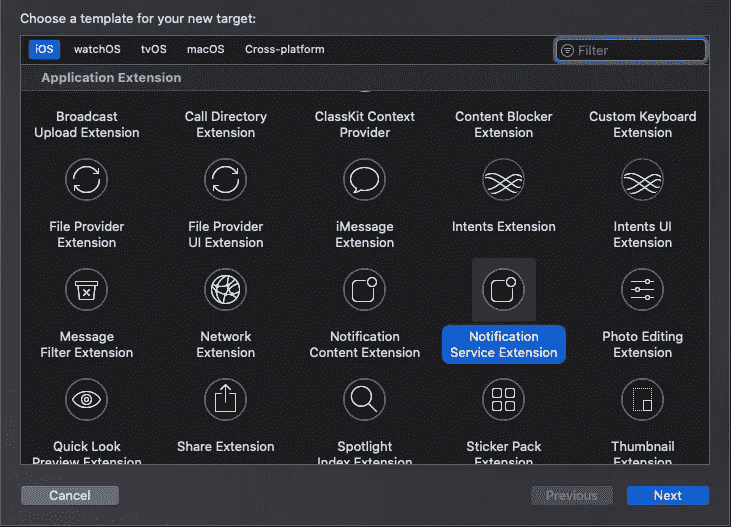 Choose a template for your new target:
iOS watchOS tvOS macOS Cross-platform Filter
Application Extension
Broadcast Call Directory ClassKit Context Content Blocker Custom Keyboard
Upload Extension Extension Provider Extension Extension
File Provider File Provider iMessage Intents Extension Intents UI
Extension UI Extension Extension Extension
Message Network Notification Notification Photo Editing
Filter Extension Extension Content Extension Service Extension Extension
Quick Look Share Extension Spotlight Sticker Pack Thumbnail
Preview Extension Index Extension Extension Extension
Cancel Previous Next